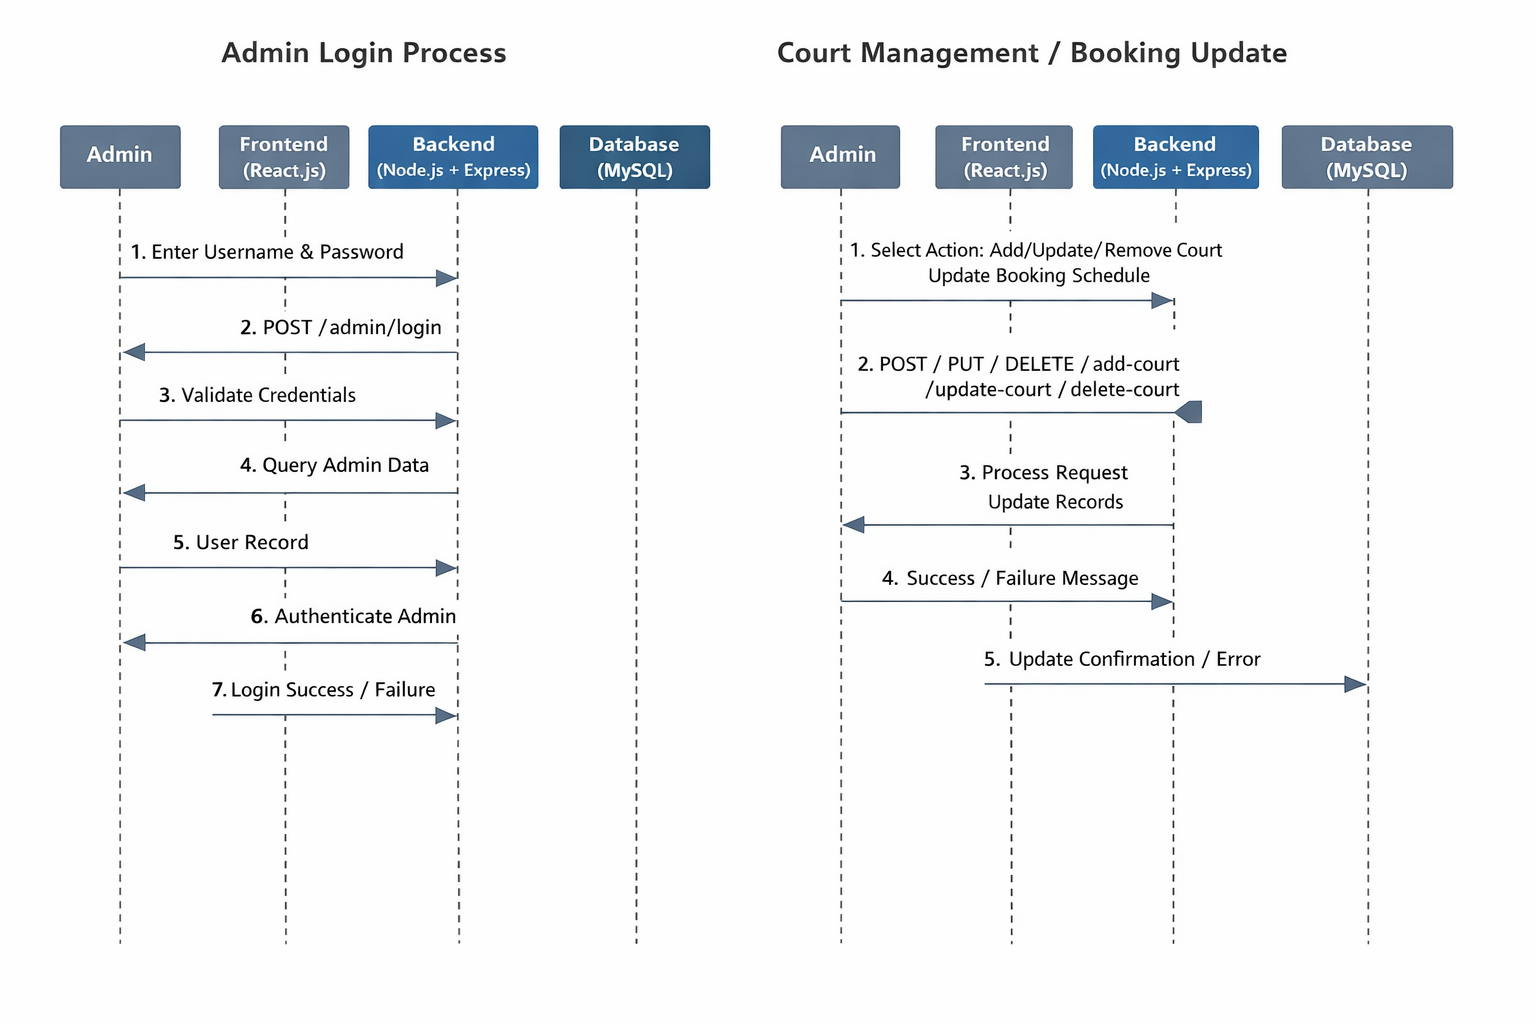 Admin Login Process
Admin
Frontend
(React.js)
Backend
(Node.js + Express)
Database
(MySQL)
1. Enter Username & Password
2. POST /admin/login
3. Validate Credentials
4. Query Admin Data
5. User Record
6. Authenticate Admin
7. Login Success / Failure
Court Management / Booking Update
Admin
Frontend
(React.js)
Backend
(Node.js + Express)
Database
(MySQL)
1. Select Action: Add/Update/Remove Court
Update Booking Schedule
2. POST / PUT / DELETE /add-court
/update-court / delete-court
3. Process Request
Update Records
4. Success / Failure Message
5. Update Confirmation / Error